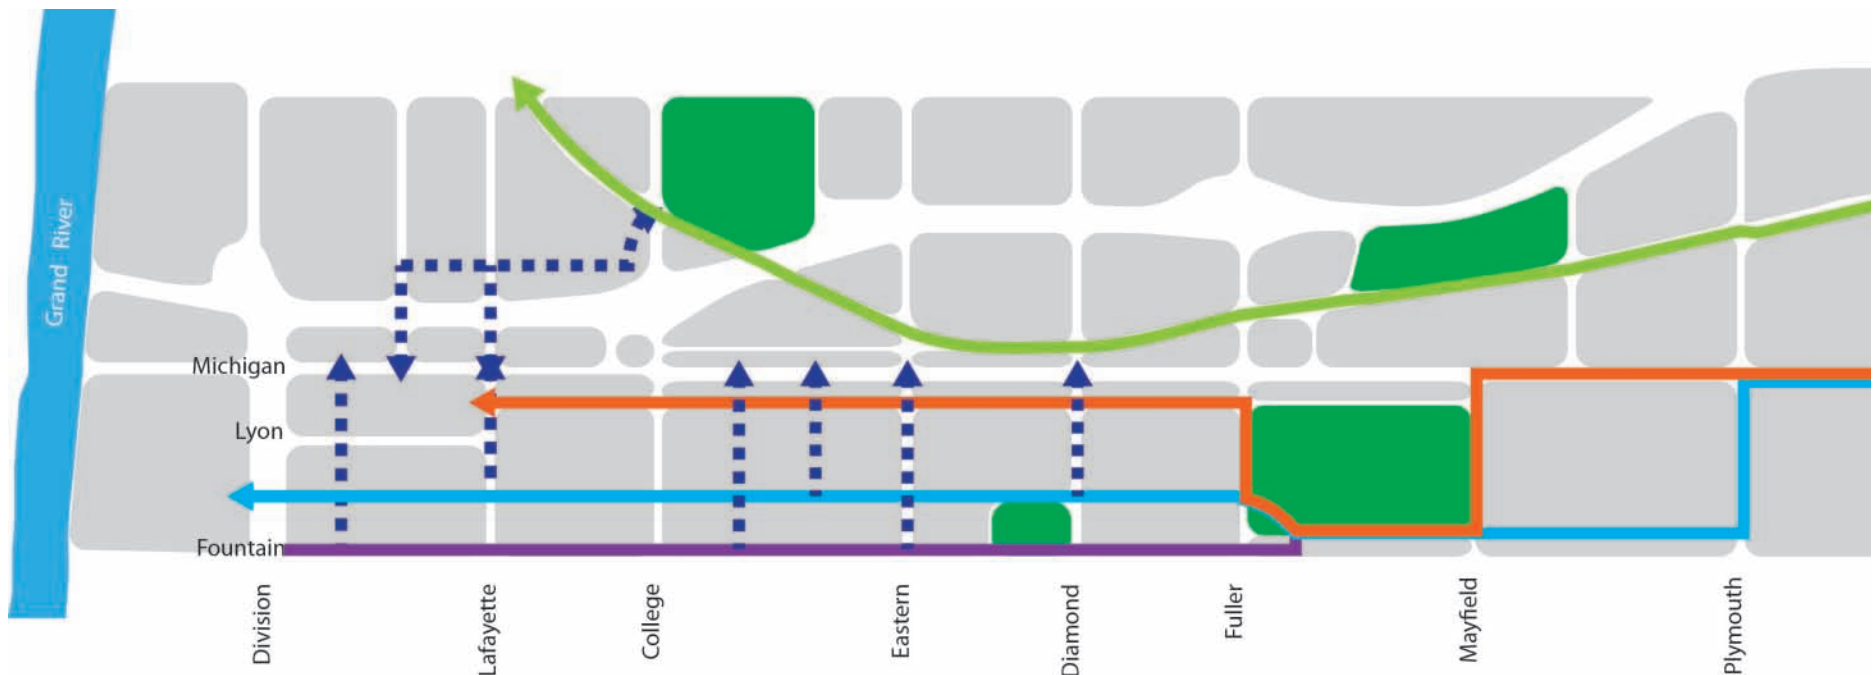 Grand River
Michigan
Lyon
Fountain
Division
Lafayette
College
Eastern
Diamond
Fuller
Mayfield
Plymouth